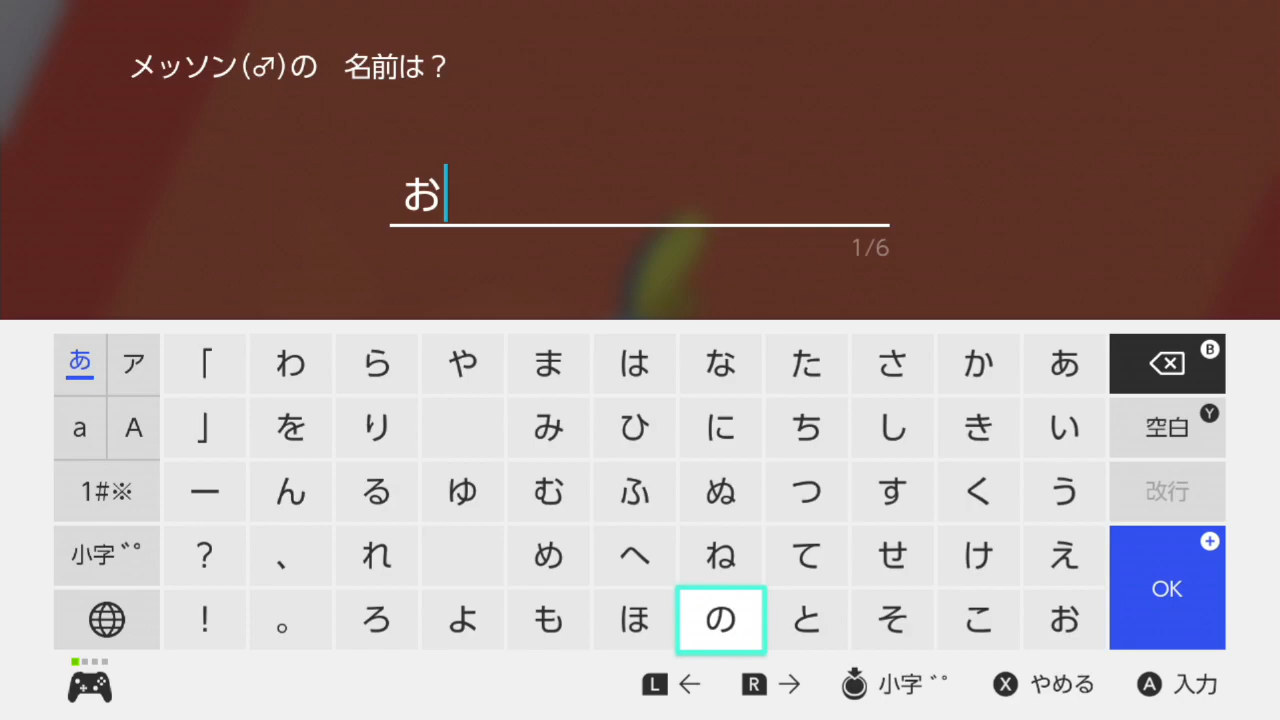 メッソン(♂)の 名前は？
お
1/6
あ ア 「 わ ら や ま は な た さ か あ B
a A 」 を り み ひ に ち し き い 空白 Y
1#※ ー ん る ゆ む ふ ぬ つ す く う 改行
小字゛゜ ? 、 れ め へ ね て せ け え +
! 。 ろ よ も ほ の と そ こ お OK
L ← R → 小字゛゜ X やめる A 入力